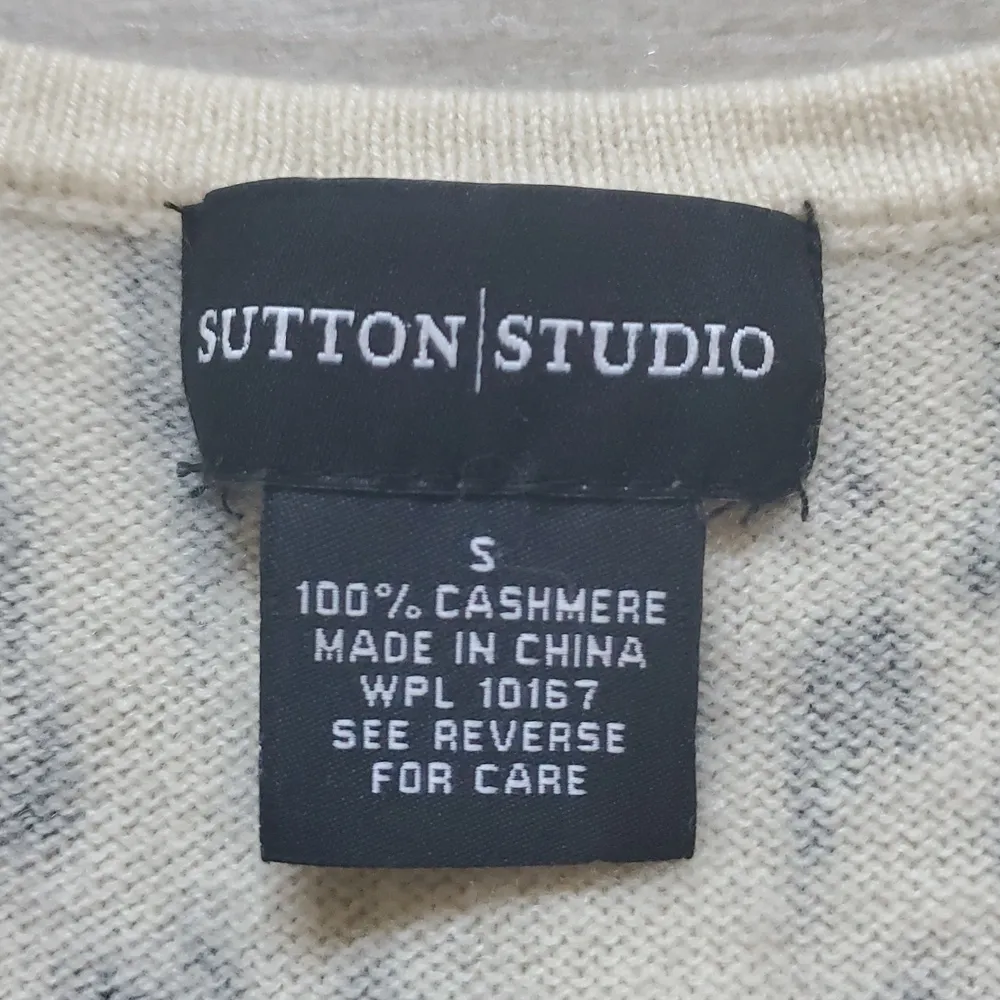 SUTTON|STUDIO
S
100% CASHMERE
MADE IN CHINA
WPL 10167
SEE REVERSE
FOR CARE